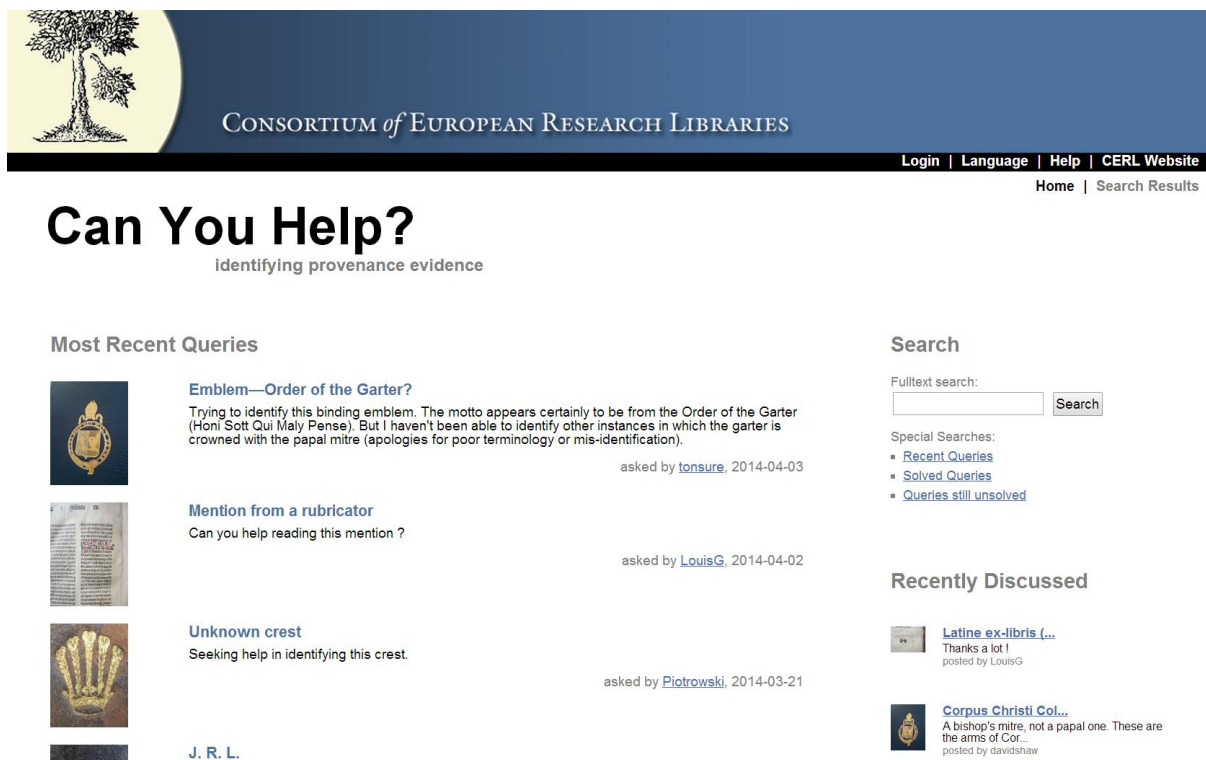 CONSORTIUM of EUROPEAN RESEARCH LIBRARIES
Login | Language | Help | CERL Website
Home | Search Results
Can You Help?
identifying provenance evidence
Most Recent Queries
Emblem—Order of the Garter?
Trying to identify this binding emblem. The motto appears certainly to be from the Order of the Garter
(Honi Sott Qui Maly Pense). But I haven't been able to identify other instances in which the garter is
crowned with the papal mitre (apologies for poor terminology or mis-identification).
asked by tonsure, 2014-04-03
Mention from a rubricator
Can you help reading this mention ?
asked by LouisG, 2014-04-02
Unknown crest
Seeking help in identifying this crest.
asked by Piotrowski, 2014-03-21
J. R. L.
Search
Fulltext search:
Search
Special Searches:
Recent Queries
Solved Queries
Queries still unsolved
Recently Discussed
Latine ex-libris (...
Thanks a lot !
posted by LouisG
Corpus Christi Col...
A bishop's mitre, not a papal one. These are
the arms of Cor...
posted by davidshaw